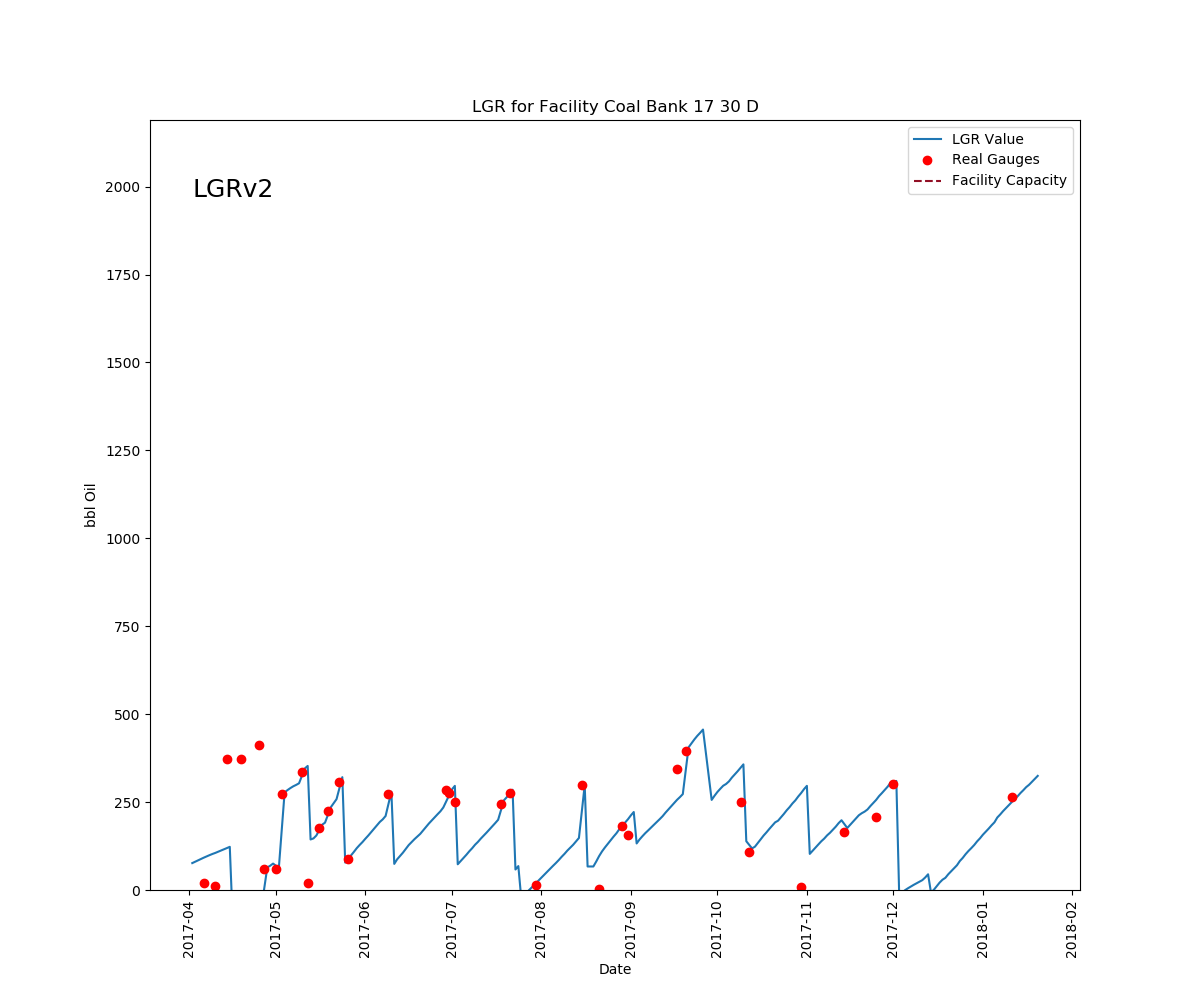 LGR for Facility Coal Bank 17 30 D
LGR Value
Real Gauges
Facility Capacity
LGRv2
2000
1750
1500
1250
1000
750
500
250
0
bbl Oil
2017-04
2017-05
2017-06
2017-07
2017-08
2017-09
2017-10
2017-11
2017-12
2018-01
2018-02
Date